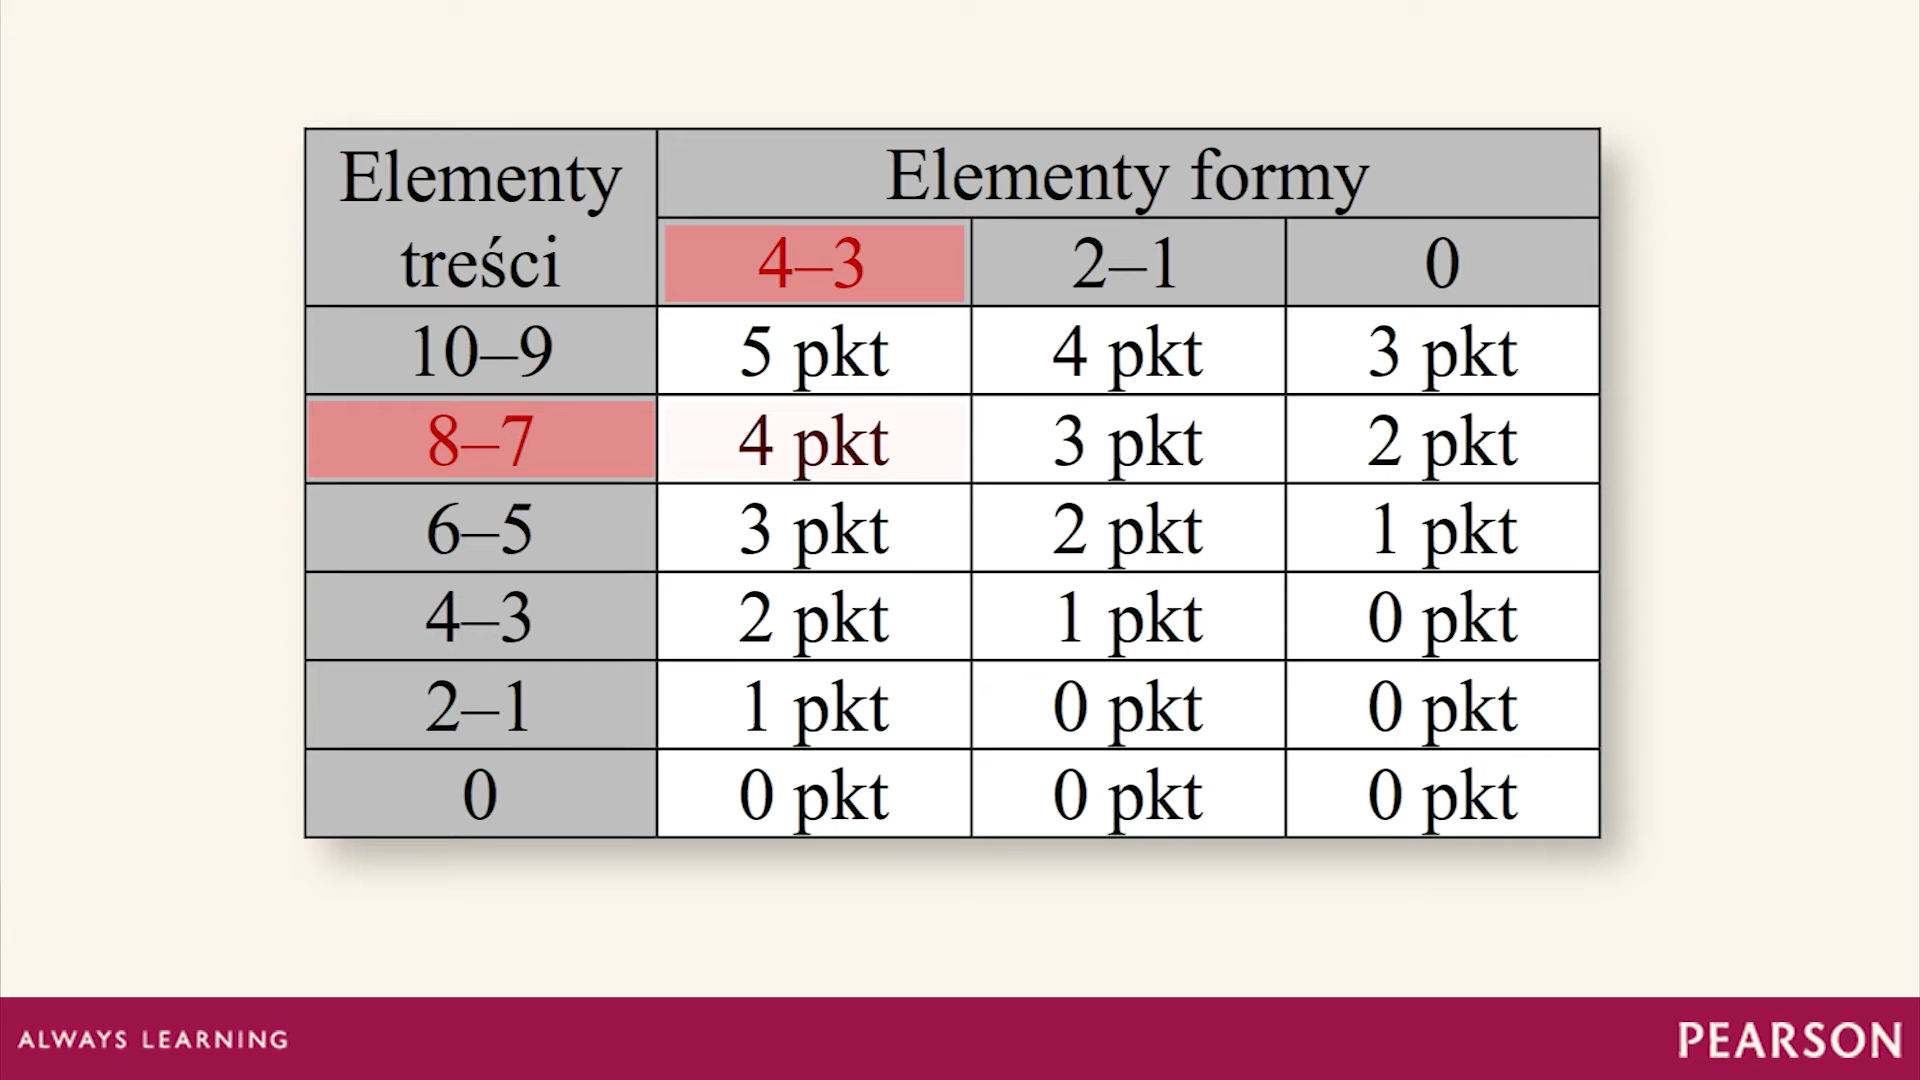 Elementy treści
Elementy formy
4–3 2–1 0
10–9 5 pkt 4 pkt 3 pkt
8–7 4 pkt 3 pkt 2 pkt
6–5 3 pkt 2 pkt 1 pkt
4–3 2 pkt 1 pkt 0 pkt
2–1 1 pkt 0 pkt 0 pkt
0 0 pkt 0 pkt 0 pkt
ALWAYS LEARNING
PEARSON